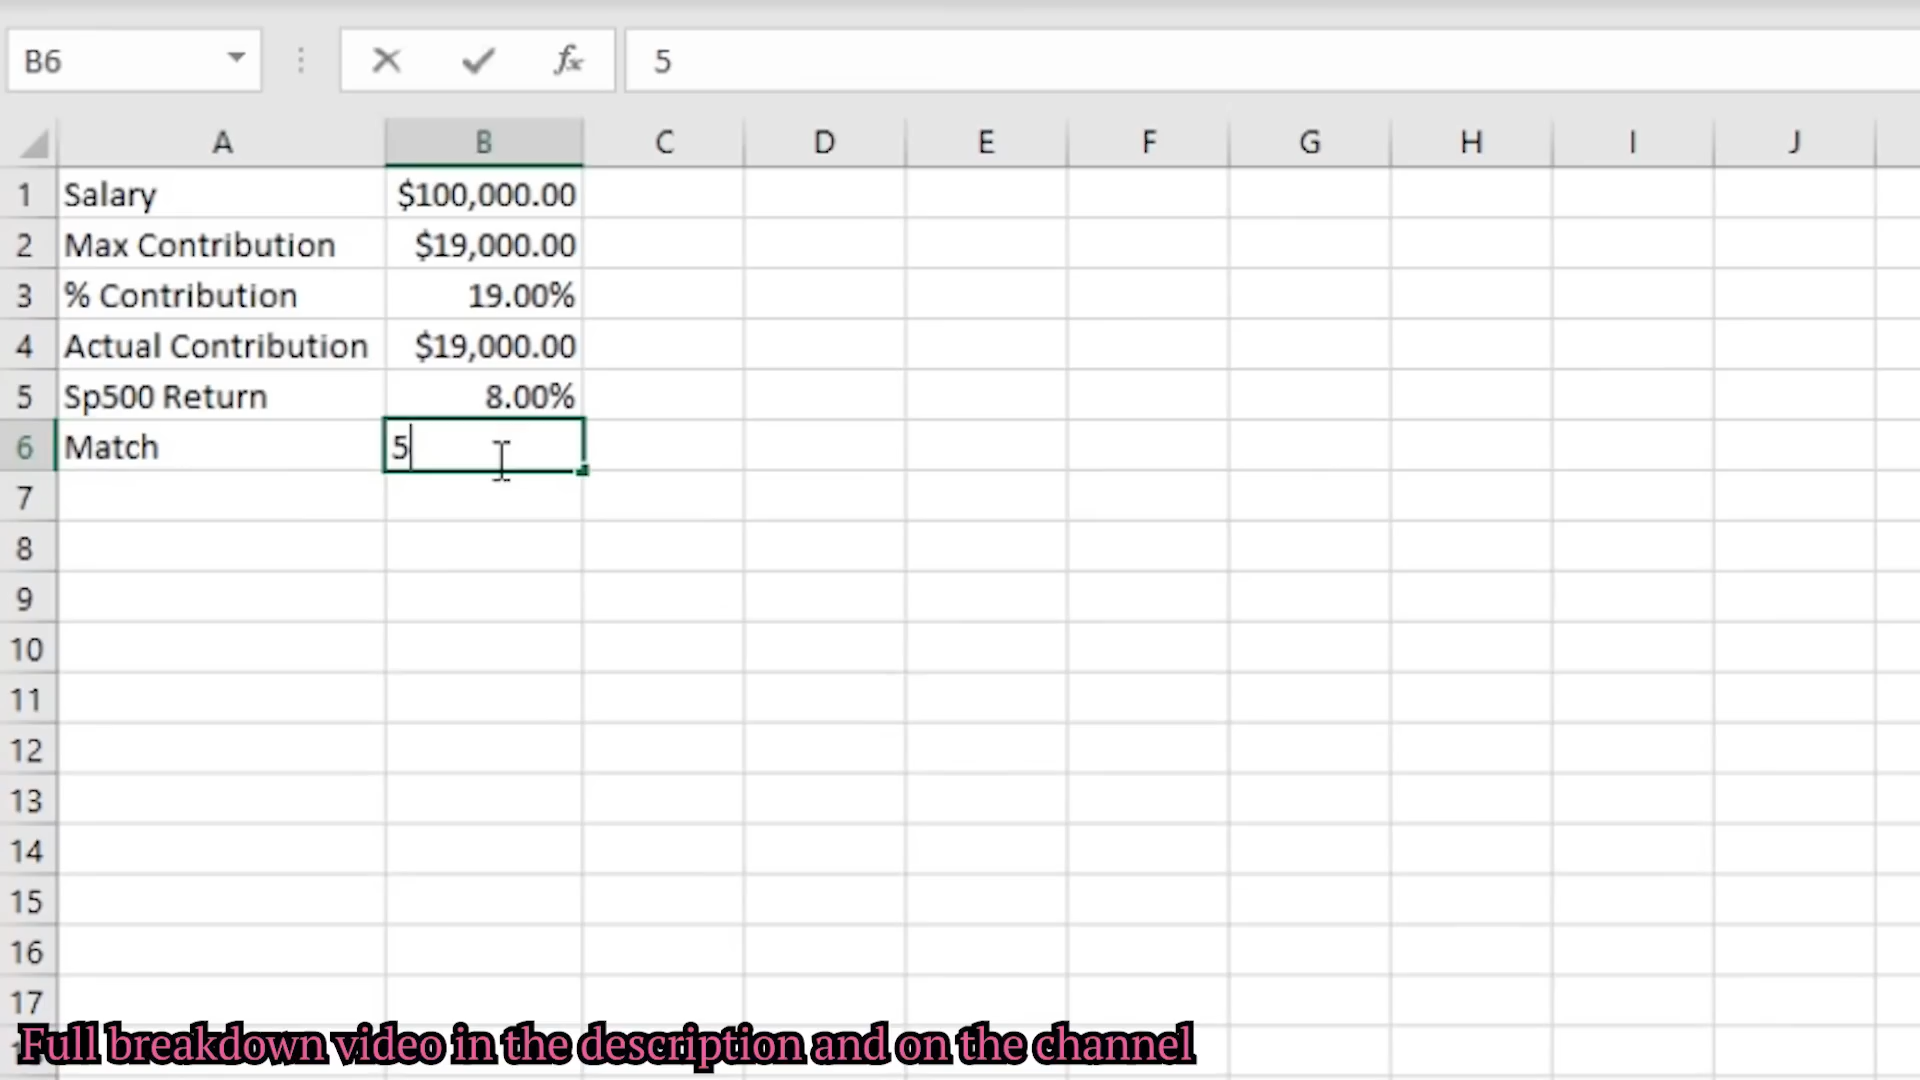 B6 fx 5
A B C D E F G H I J
1 Salary $100,000.00
2 Max Contribution $19,000.00
3 % Contribution 19.00%
4 Actual Contribution $19,000.00
5 Sp500 Return 8.00%
6 Match 5
7
8
9
10
11
12
13
14
15
16
17
Full breakdown video in the description and on the channel